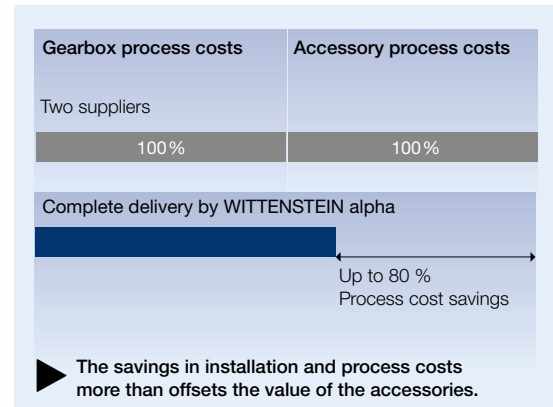 Gearbox process costs
Accessory process costs
Two suppliers
100 %
100 %
Complete delivery by WITTENSTEIN alpha
Up to 80 %
Process cost savings
The savings in installation and process costs
more than offsets the value of the accessories.